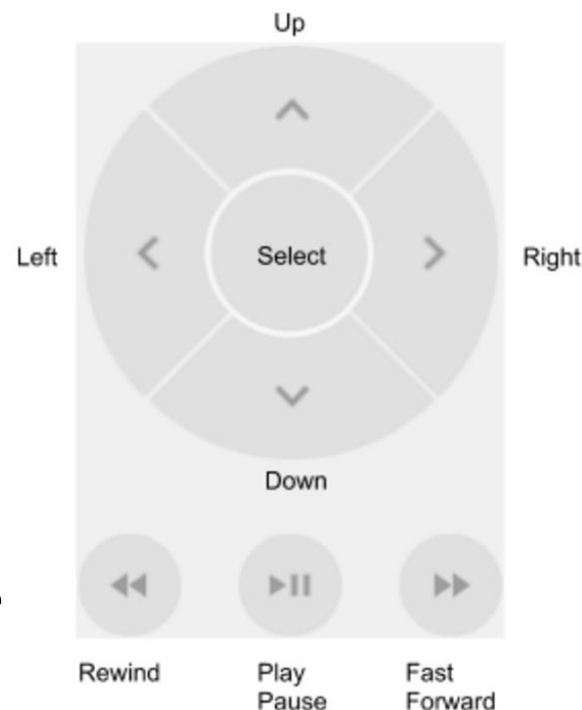 Up
Left
Select
Right
Down
Rewind
Play
Pause
Fast
Forward